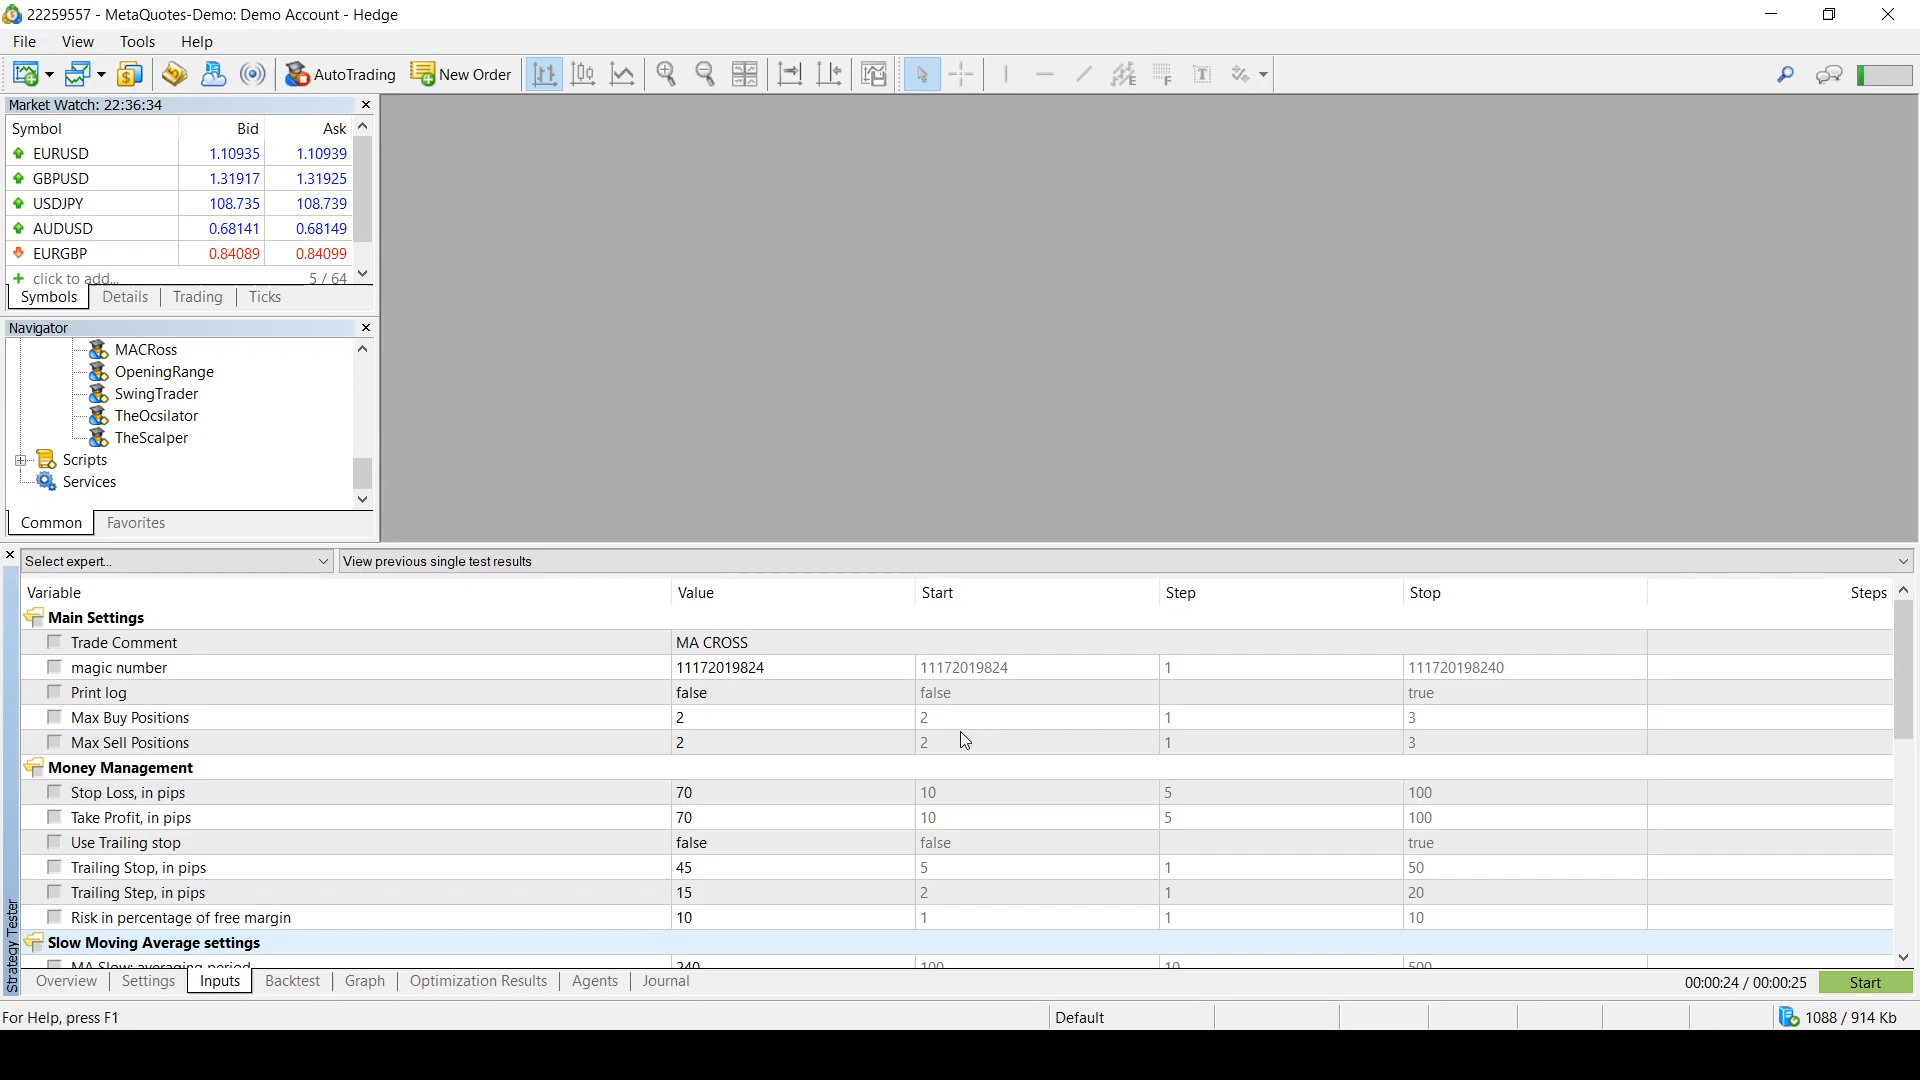 22259557 - MetaQuotes-Demo: Demo Account - Hedge
File View Tools Help
AutoTrading New Order
Market Watch: 22:36:34
Symbol Bid Ask
EURUSD 1.10935 1.10939
GBPUSD 1.31917 1.31925
USDJPY 108.735 108.739
AUDUSD 0.68141 0.68149
EURGBP 0.84089 0.84099
click to add... 5 / 64
Symbols Details Trading Ticks
Navigator
MACRoss
OpeningRange
SwingTrader
TheOcsilator
TheScalper
Scripts
Services
Common Favorites
Select expert... View previous single test results
Variable Value Start Step Stop Steps
Main Settings
Trade Comment MA CROSS
magic number 11172019824 11172019824 1 111720198240
Print log false false true
Max Buy Positions 2 2 1 3
Max Sell Positions 2 2 1 3
Money Management
Stop Loss, in pips 70 10 5 100
Take Profit, in pips 70 10 5 100
Use Trailing stop false false true
Trailing Stop, in pips 45 5 1 50
Trailing Step, in pips 15 2 1 20
Risk in percentage of free margin 10 1 1 10
Slow Moving Average settings
MA Slow: averaging period 240 100 10 500
Strategy Tester
Overview Settings Inputs Backtest Graph Optimization Results Agents Journal 00:00:24 / 00:00:25 Start
For Help, press F1 Default 1088 / 914 Kb